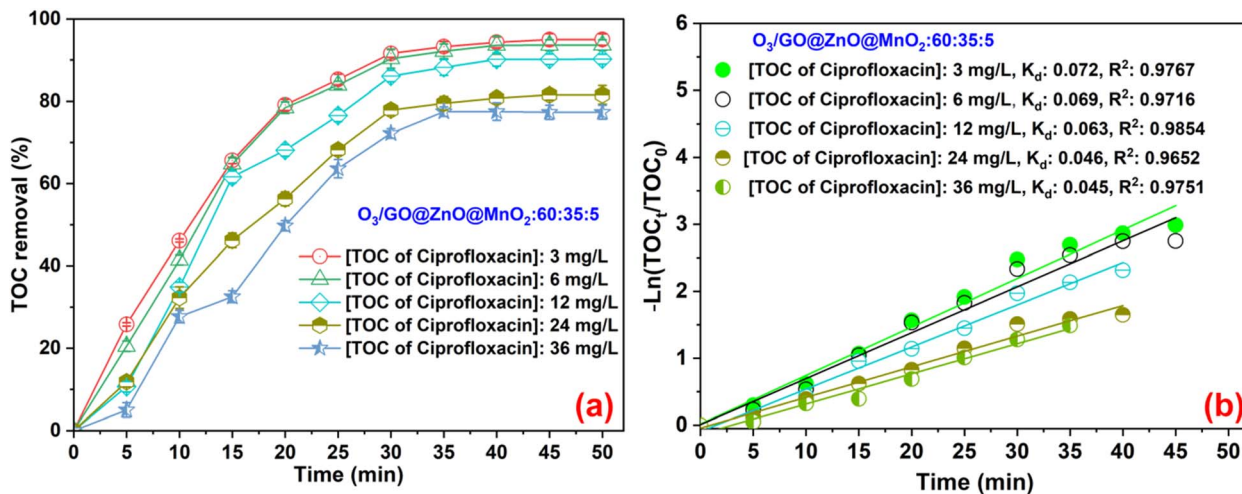 100
80
60
40
20
0
TOC removal (%)
O₃/GO@ZnO@MnO₂:60:35:5
[TOC of Ciprofloxacin]: 3 mg/L
[TOC of Ciprofloxacin]: 6 mg/L
[TOC of Ciprofloxacin]: 12 mg/L
[TOC of Ciprofloxacin]: 24 mg/L
[TOC of Ciprofloxacin]: 36 mg/L
(a)
0 5 10 15 20 25 30 35 40 45 50
Time (min)
6
5
4
3
2
1
0
-Ln(TOCt/TOC₀)
O₃/GO@ZnO@MnO₂:60:35:5
[TOC of Ciprofloxacin]: 3 mg/L, Kd: 0.072, R²: 0.9767
[TOC of Ciprofloxacin]: 6 mg/L, Kd: 0.069, R²: 0.9716
[TOC of Ciprofloxacin]: 12 mg/L, Kd: 0.063, R²: 0.9854
[TOC of Ciprofloxacin]: 24 mg/L, Kd: 0.046, R²: 0.9652
[TOC of Ciprofloxacin]: 36 mg/L, Kd: 0.045, R²: 0.9751
(b)
0 5 10 15 20 25 30 35 40 45 50
Time (min)